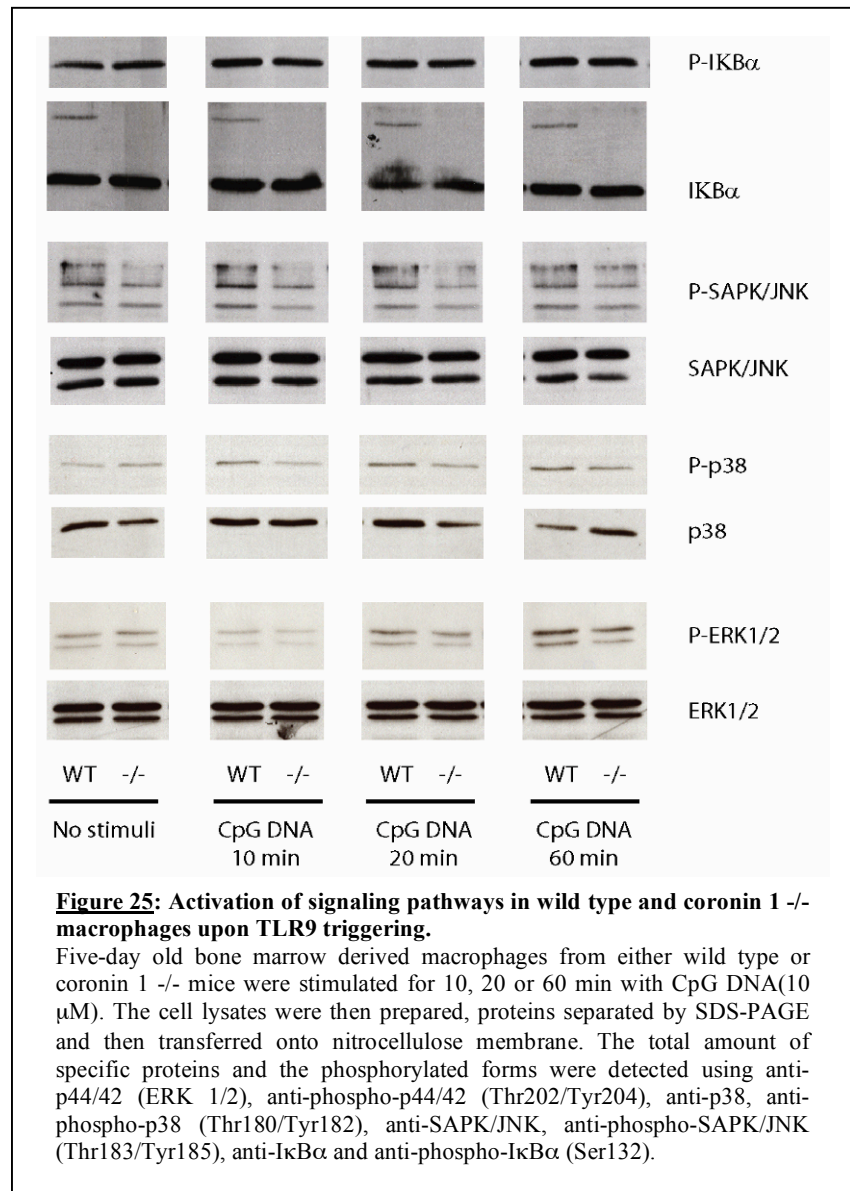 P-IKBα
IKBα
P-SAPK/JNK
SAPK/JNK
P-p38
p38
P-ERK1/2
ERK1/2
WT -/- WT -/- WT -/- WT -/-
No stimuli CpG DNA CpG DNA CpG DNA
10 min 20 min 60 min
Figure 25: Activation of signaling pathways in wild type and coronin 1 -/-
macrophages upon TLR9 triggering.
Five-day old bone marrow derived macrophages from either wild type or
coronin 1 -/- mice were stimulated for 10, 20 or 60 min with CpG DNA(10
μM). The cell lysates were then prepared, proteins separated by SDS-PAGE
and then transferred onto nitrocellulose membrane. The total amount of
specific proteins and the phosphorylated forms were detected using anti-
p44/42 (ERK 1/2), anti-phospho-p44/42 (Thr202/Tyr204), anti-p38, anti-
phospho-p38 (Thr180/Tyr182), anti-SAPK/JNK, anti-phospho-SAPK/JNK
(Thr183/Tyr185), anti-IκBα and anti-phospho-IκBα (Ser132).